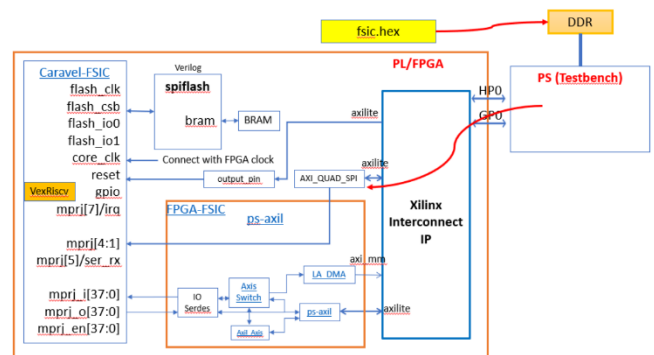 fsic.hex
DDR
PL/FPGA
PS (Testbench)
HP0
GP0
Caravel-FSIC
flash_clk
flash_csb
flash_io0
flash_io1
core_clk
reset
gpio
VexRiscv
mprj[7]/irq
mprj[4:1]
mprj[5]/ser_rx
mprj_i[37:0]
mprj_o[37:0]
mprj_en[37:0]
Verilog
spiflash
bram
BRAM
axilite
Connect with FPGA clock
output_pin
axilite
AXI_QUAD_SPI
Xilinx
Interconnect
IP
FPGA-FSIC
ps-axil
axi_mm
LA_DMA
Axis
Switch
IO
Serdes
ps-axil
axilite
Axil_Axis